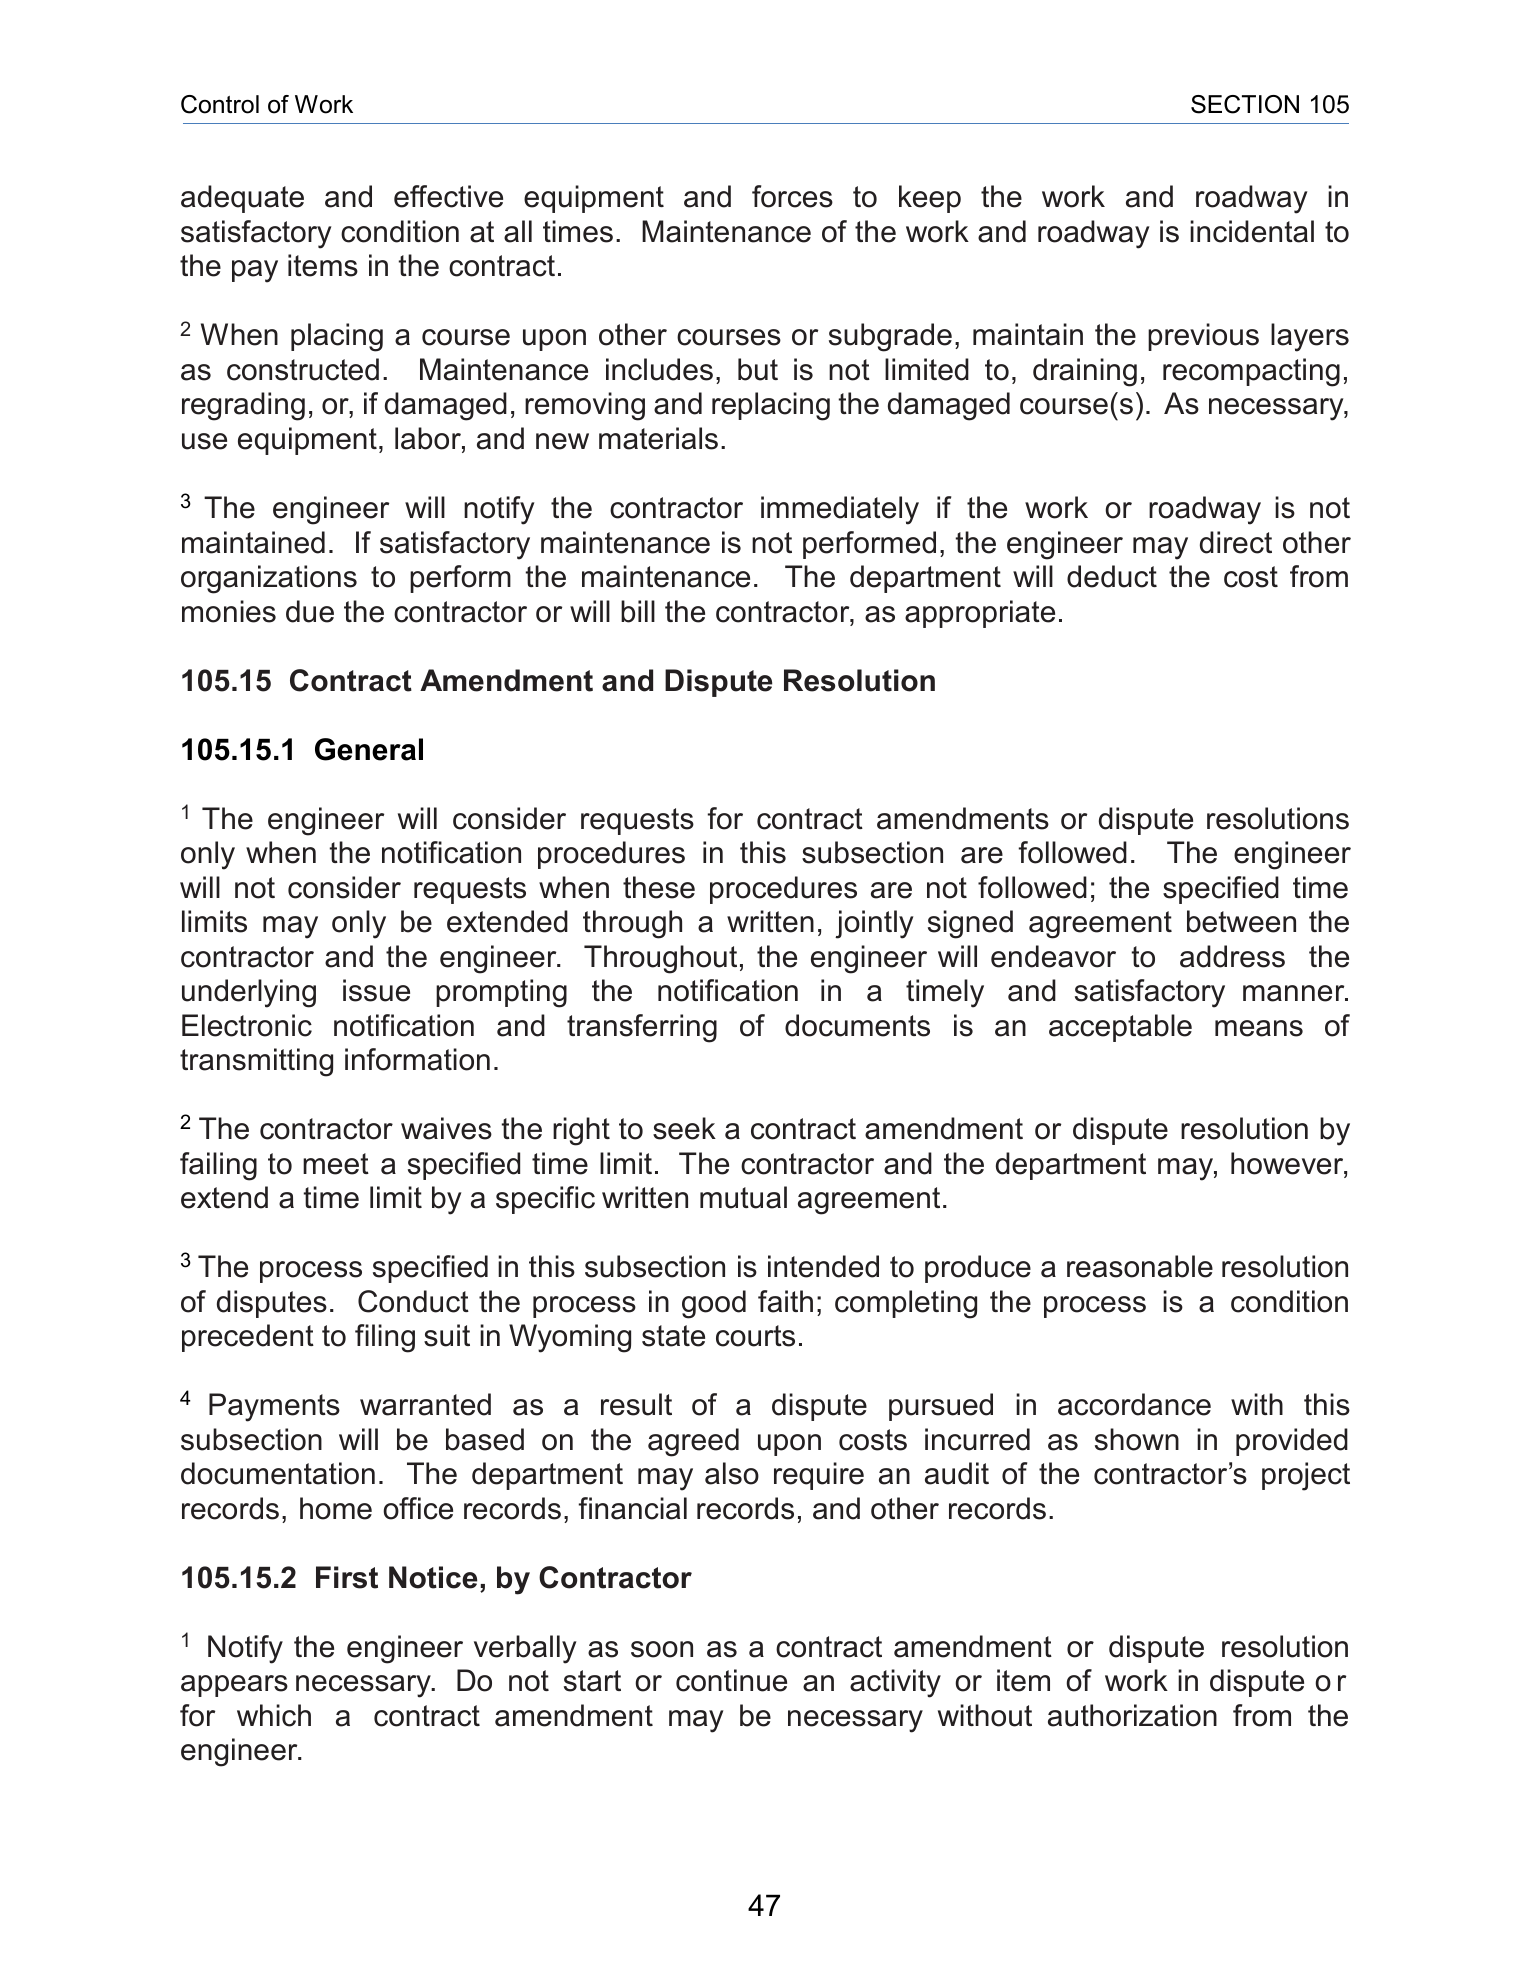 Control of Work SECTION 105
adequate and effective equipment and forces to keep the work and roadway in
satisfactory condition at all times. Maintenance of the work and roadway is incidental to
the pay items in the contract.
2 When placing a course upon other courses or subgrade, maintain the previous layers
as constructed. Maintenance includes, but is not limited to, draining, recompacting,
regrading, or, if damaged, removing and replacing the damaged course(s). As necessary,
use equipment, labor, and new materials.
3 The engineer will notify the contractor immediately if the work or roadway is not
maintained. If satisfactory maintenance is not performed, the engineer may direct other
organizations to perform the maintenance. The department will deduct the cost from
monies due the contractor or will bill the contractor, as appropriate.
105.15 Contract Amendment and Dispute Resolution
105.15.1 General
1 The engineer will consider requests for contract amendments or dispute resolutions
only when the notification procedures in this subsection are followed. The engineer
will not consider requests when these procedures are not followed; the specified time
limits may only be extended through a written, jointly signed agreement between the
contractor and the engineer. Throughout, the engineer will endeavor to address the
underlying issue prompting the notification in a timely and satisfactory manner.
Electronic notification and transferring of documents is an acceptable means of
transmitting information.
2 The contractor waives the right to seek a contract amendment or dispute resolution by
failing to meet a specified time limit. The contractor and the department may, however,
extend a time limit by a specific written mutual agreement.
3 The process specified in this subsection is intended to produce a reasonable resolution
of disputes. Conduct the process in good faith; completing the process is a condition
precedent to filing suit in Wyoming state courts.
4 Payments warranted as a result of a dispute pursued in accordance with this
subsection will be based on the agreed upon costs incurred as shown in provided
documentation. The department may also require an audit of the contractor’s project
records, home office records, financial records, and other records.
105.15.2 First Notice, by Contractor
1 Notify the engineer verbally as soon as a contract amendment or dispute resolution
appears necessary. Do not start or continue an activity or item of work in dispute or
for which a contract amendment may be necessary without authorization from the
engineer.
47